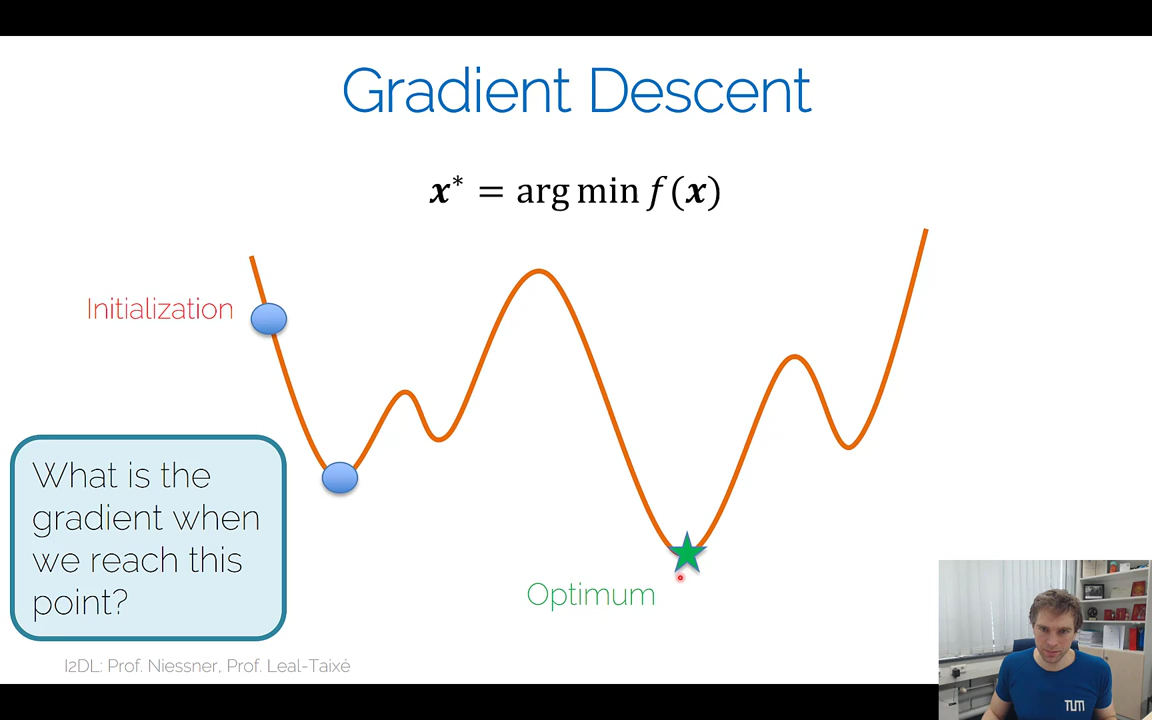 Gradient Descent
x* = arg min f(x)
Initialization
What is the
gradient when
we reach this
point?
Optimum
I2DL: Prof. Niessner, Prof. Leal-Taixé
TUM